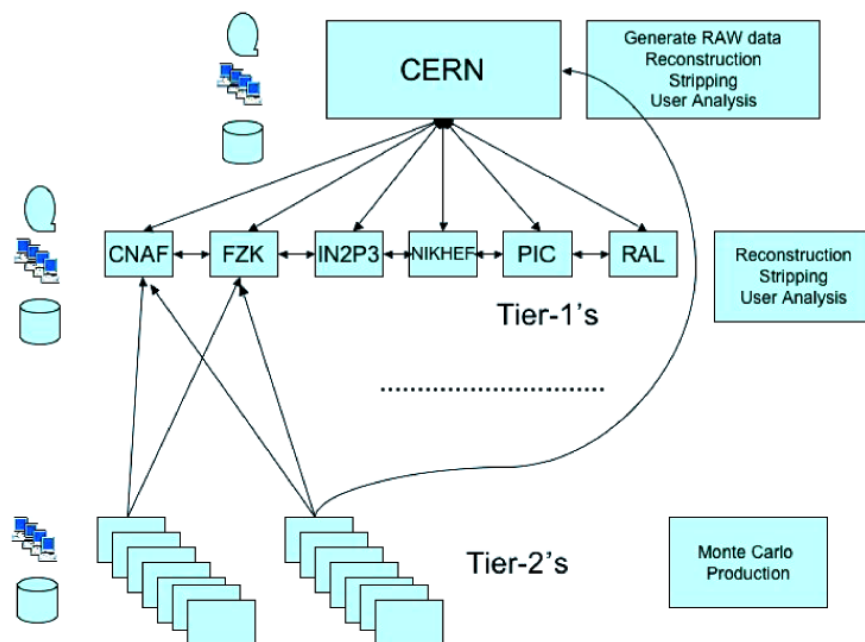 CERN
Generate RAW data
Reconstruction
Stripping
User Analysis
CNAF
FZK
IN2P3
NIKHEF
PIC
RAL
Reconstruction
Stripping
User Analysis
Tier-1's
Tier-2's
Monte Carlo
Production